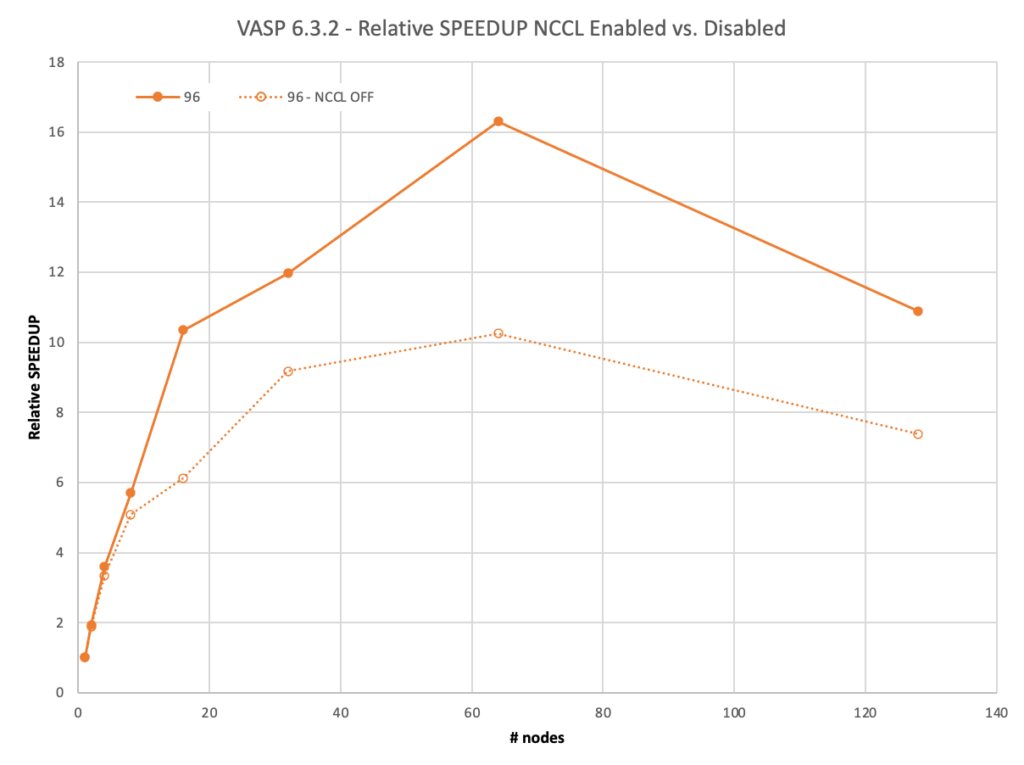 VASP 6.3.2 - Relative SPEEDUP NCCL Enabled vs. Disabled
18
96
96 - NCCL OFF
16
14
12
10
8
6
4
2
0
Relative SPEEDUP
0 20 40 60 80 100 120 140
# nodes